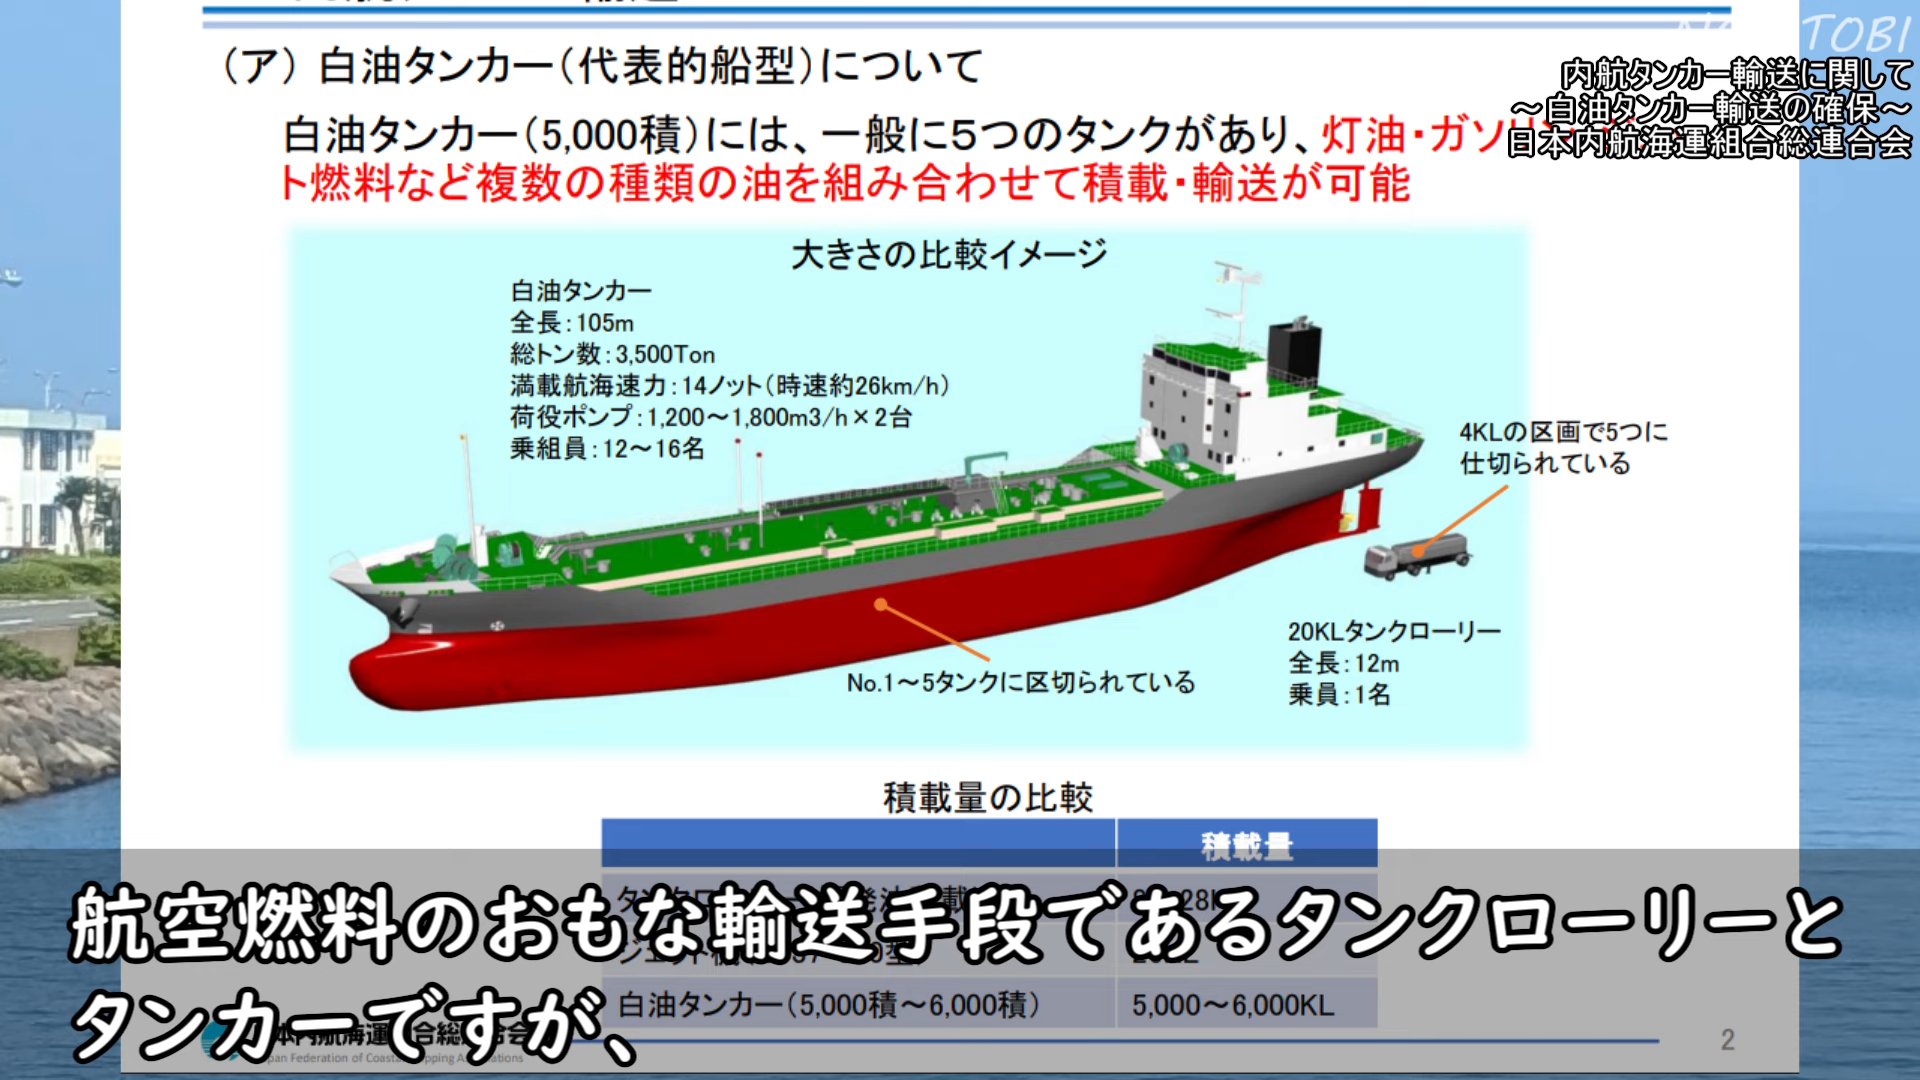 TOBI
内航タンカー輸送に関して
～白油タンカー輸送の確保～
日本内航海運組合総連合会
（ア）白油タンカー（代表的船型）について
白油タンカー（5,000積）には、一般に５つのタンクがあり、灯油・ガソ
ト燃料など複数の種類の油を組み合わせて積載・輸送が可能
大きさの比較イメージ
白油タンカー
全長：105m
総トン数：3,500Ton
満載航海速力：14ノット（時速約26km/h）
荷役ポンプ：1,200～1,800m3/h×2台
乗組員：12～16名
4KLの区画で5つに
仕切られている
No.1～5タンクに区切られている
20KLタンクローリー
全長：12m
乗員：1名
積載量の比較
積載量
白油タンカー（5,000積～6,000積） 5,000～6,000KL
航空燃料のおもな輸送手段であるタンクローリーと
タンカーですが、
2